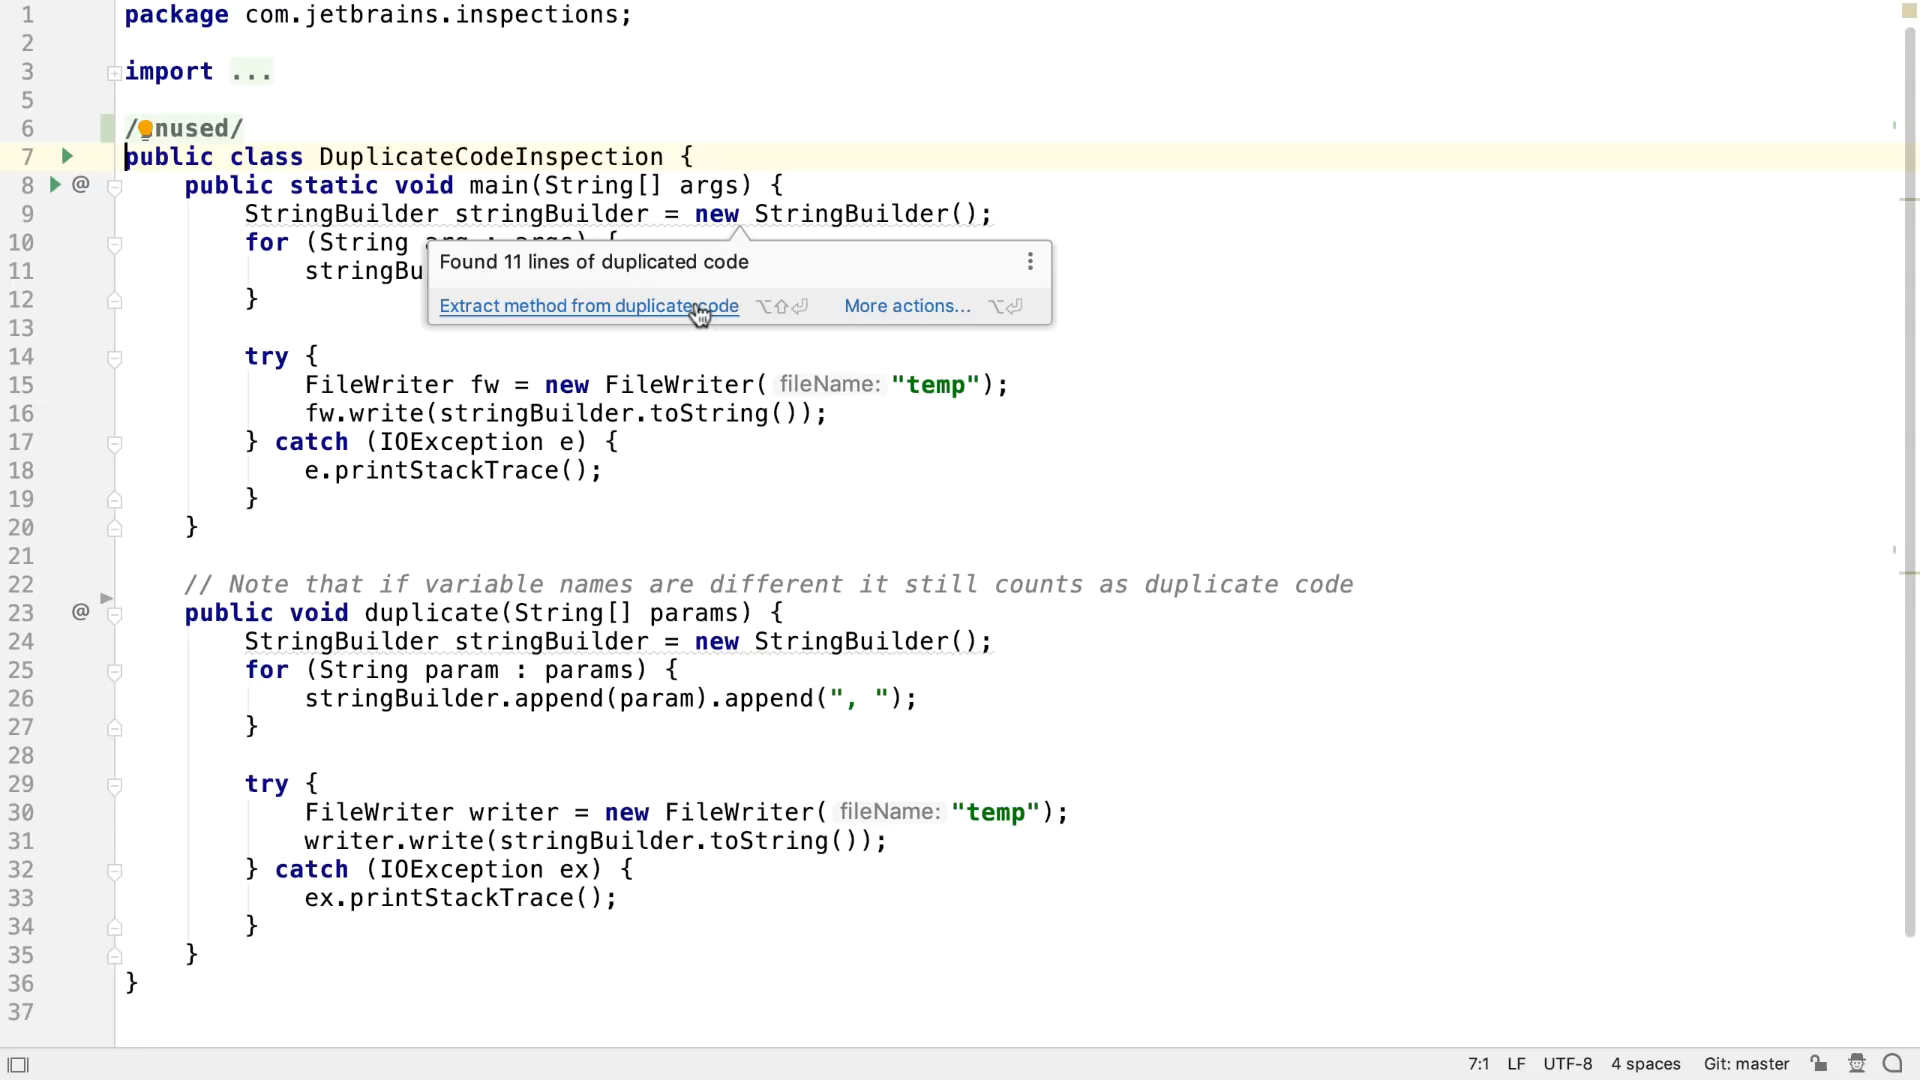 1 package com.jetbrains.inspections;
2
3 import ...
5
6 /nused/
7 public class DuplicateCodeInspection {
8 @ public static void main(String[] args) {
9 StringBuilder stringBuilder = new StringBuilder();
10 for (String arg : args) {
11 stringBu
Found 11 lines of duplicated code
Extract method from duplicate code ⌥⇧⏎ More actions... ⌥⏎
12 }
13
14 try {
15 FileWriter fw = new FileWriter( fileName: "temp");
16 fw.write(stringBuilder.toString());
17 } catch (IOException e) {
18 e.printStackTrace();
19 }
20 }
21
22 // Note that if variable names are different it still counts as duplicate code
23 @ public void duplicate(String[] params) {
24 StringBuilder stringBuilder = new StringBuilder();
25 for (String param : params) {
26 stringBuilder.append(param).append(", ");
27 }
28
29 try {
30 FileWriter writer = new FileWriter( fileName: "temp");
31 writer.write(stringBuilder.toString());
32 } catch (IOException ex) {
33 ex.printStackTrace();
34 }
35 }
36 }
37
7:1 LF UTF-8 4 spaces Git: master